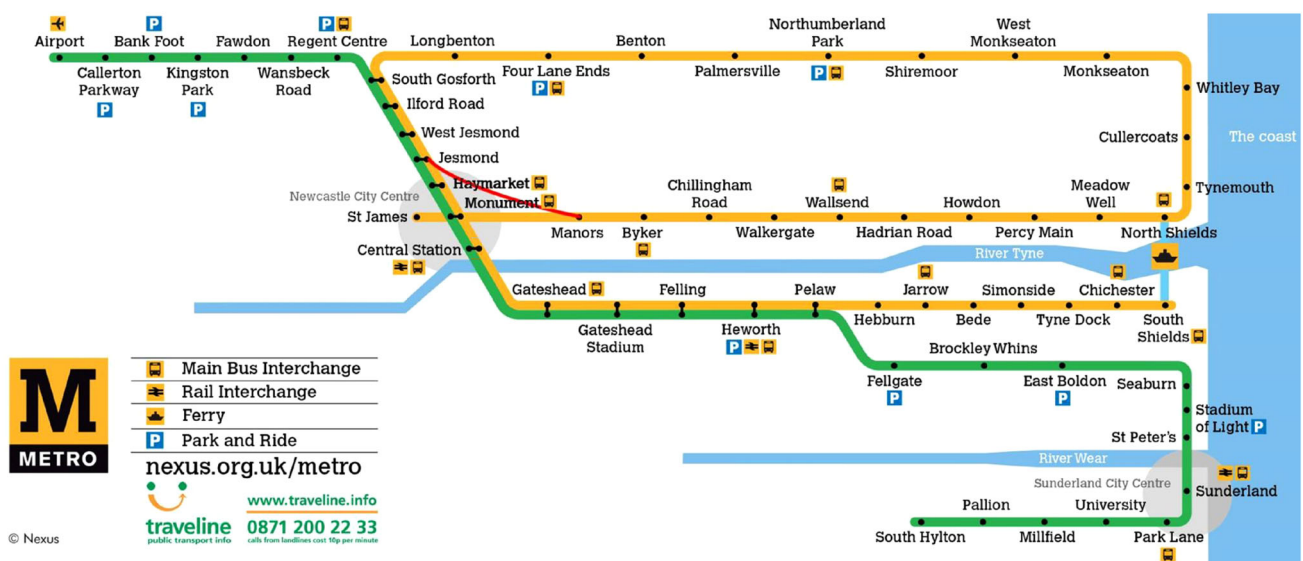 Airport
Callerton
Parkway
Bank Foot
Kingston
Park
Fawdon
Wansbeck
Road
Regent Centre
Longbenton
Four Lane Ends
Benton
Palmersville
Northumberland
Park
Shiremoor
West
Monkseaton
Monkseaton
South Gosforth
Ilford Road
West Jesmond
Jesmond
Haymarket
Monument
Newcastle City Centre
St James
Central Station
Whitley Bay
Cullercoats
The coast
Tynemouth
Manors
Byker
Chillingham
Road
Walkergate
Wallsend
Hadrian Road
Howdon
Percy Main
Meadow
Well
North Shields
River Tyne
Gateshead
Gateshead
Stadium
Felling
Heworth
Pelaw
Hebburn
Jarrow
Bede
Simonside
Tyne Dock
Chichester
South
Shields
Fellgate
Brockley Whins
East Boldon
Seaburn
Stadium
of Light
St Peter's
River Wear
Sunderland City Centre
Sunderland
South Hylton
Pallion
Millfield
University
Park Lane
M
METRO
Main Bus Interchange
Rail Interchange
Ferry
P Park and Ride
nexus.org.uk/metro
traveline
public transport info
www.traveline.info
0871 200 22 33
calls from landlines cost 10p per minute
© Nexus